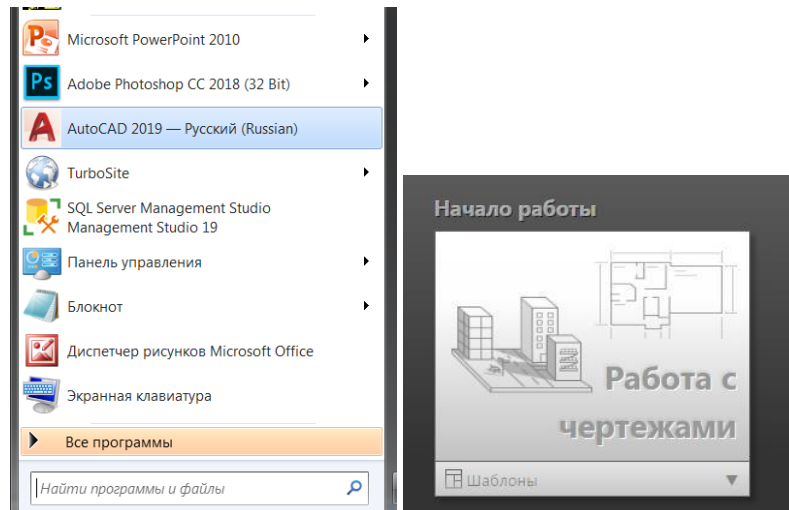 Microsoft PowerPoint 2010
Ps
Adobe Photoshop CC 2018 (32 Bit)
AutoCAD 2019 — Русский (Russian)
TurboSite
SQL Server Management Studio
Management Studio 19
Панель управления
Блокнот
Диспетчер рисунков Microsoft Office
Экранная клавиатура
Все программы
Найти программы и файлы
Начало работы
Работа с
чертежами
Шаблоны